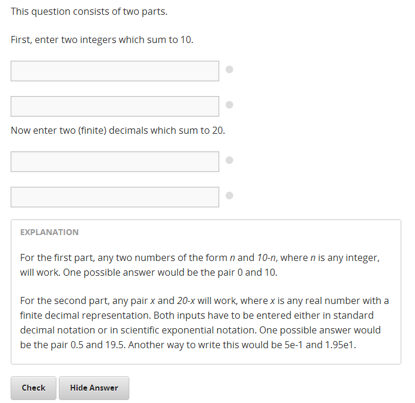 This question consists of two parts.
First, enter two integers which sum to 10.
Now enter two (finite) decimals which sum to 20.
EXPLANATION
For the first part, any two numbers of the form n and 10-n, where n is any integer,
will work. One possible answer would be the pair 0 and 10.
For the second part, any pair x and 20-x will work, where x is any real number with a
finite decimal representation. Both inputs have to be entered either in standard
decimal notation or in scientific exponential notation. One possible answer would
be the pair 0.5 and 19.5. Another way to write this would be 5e-1 and 1.95e1.
Check Hide Answer